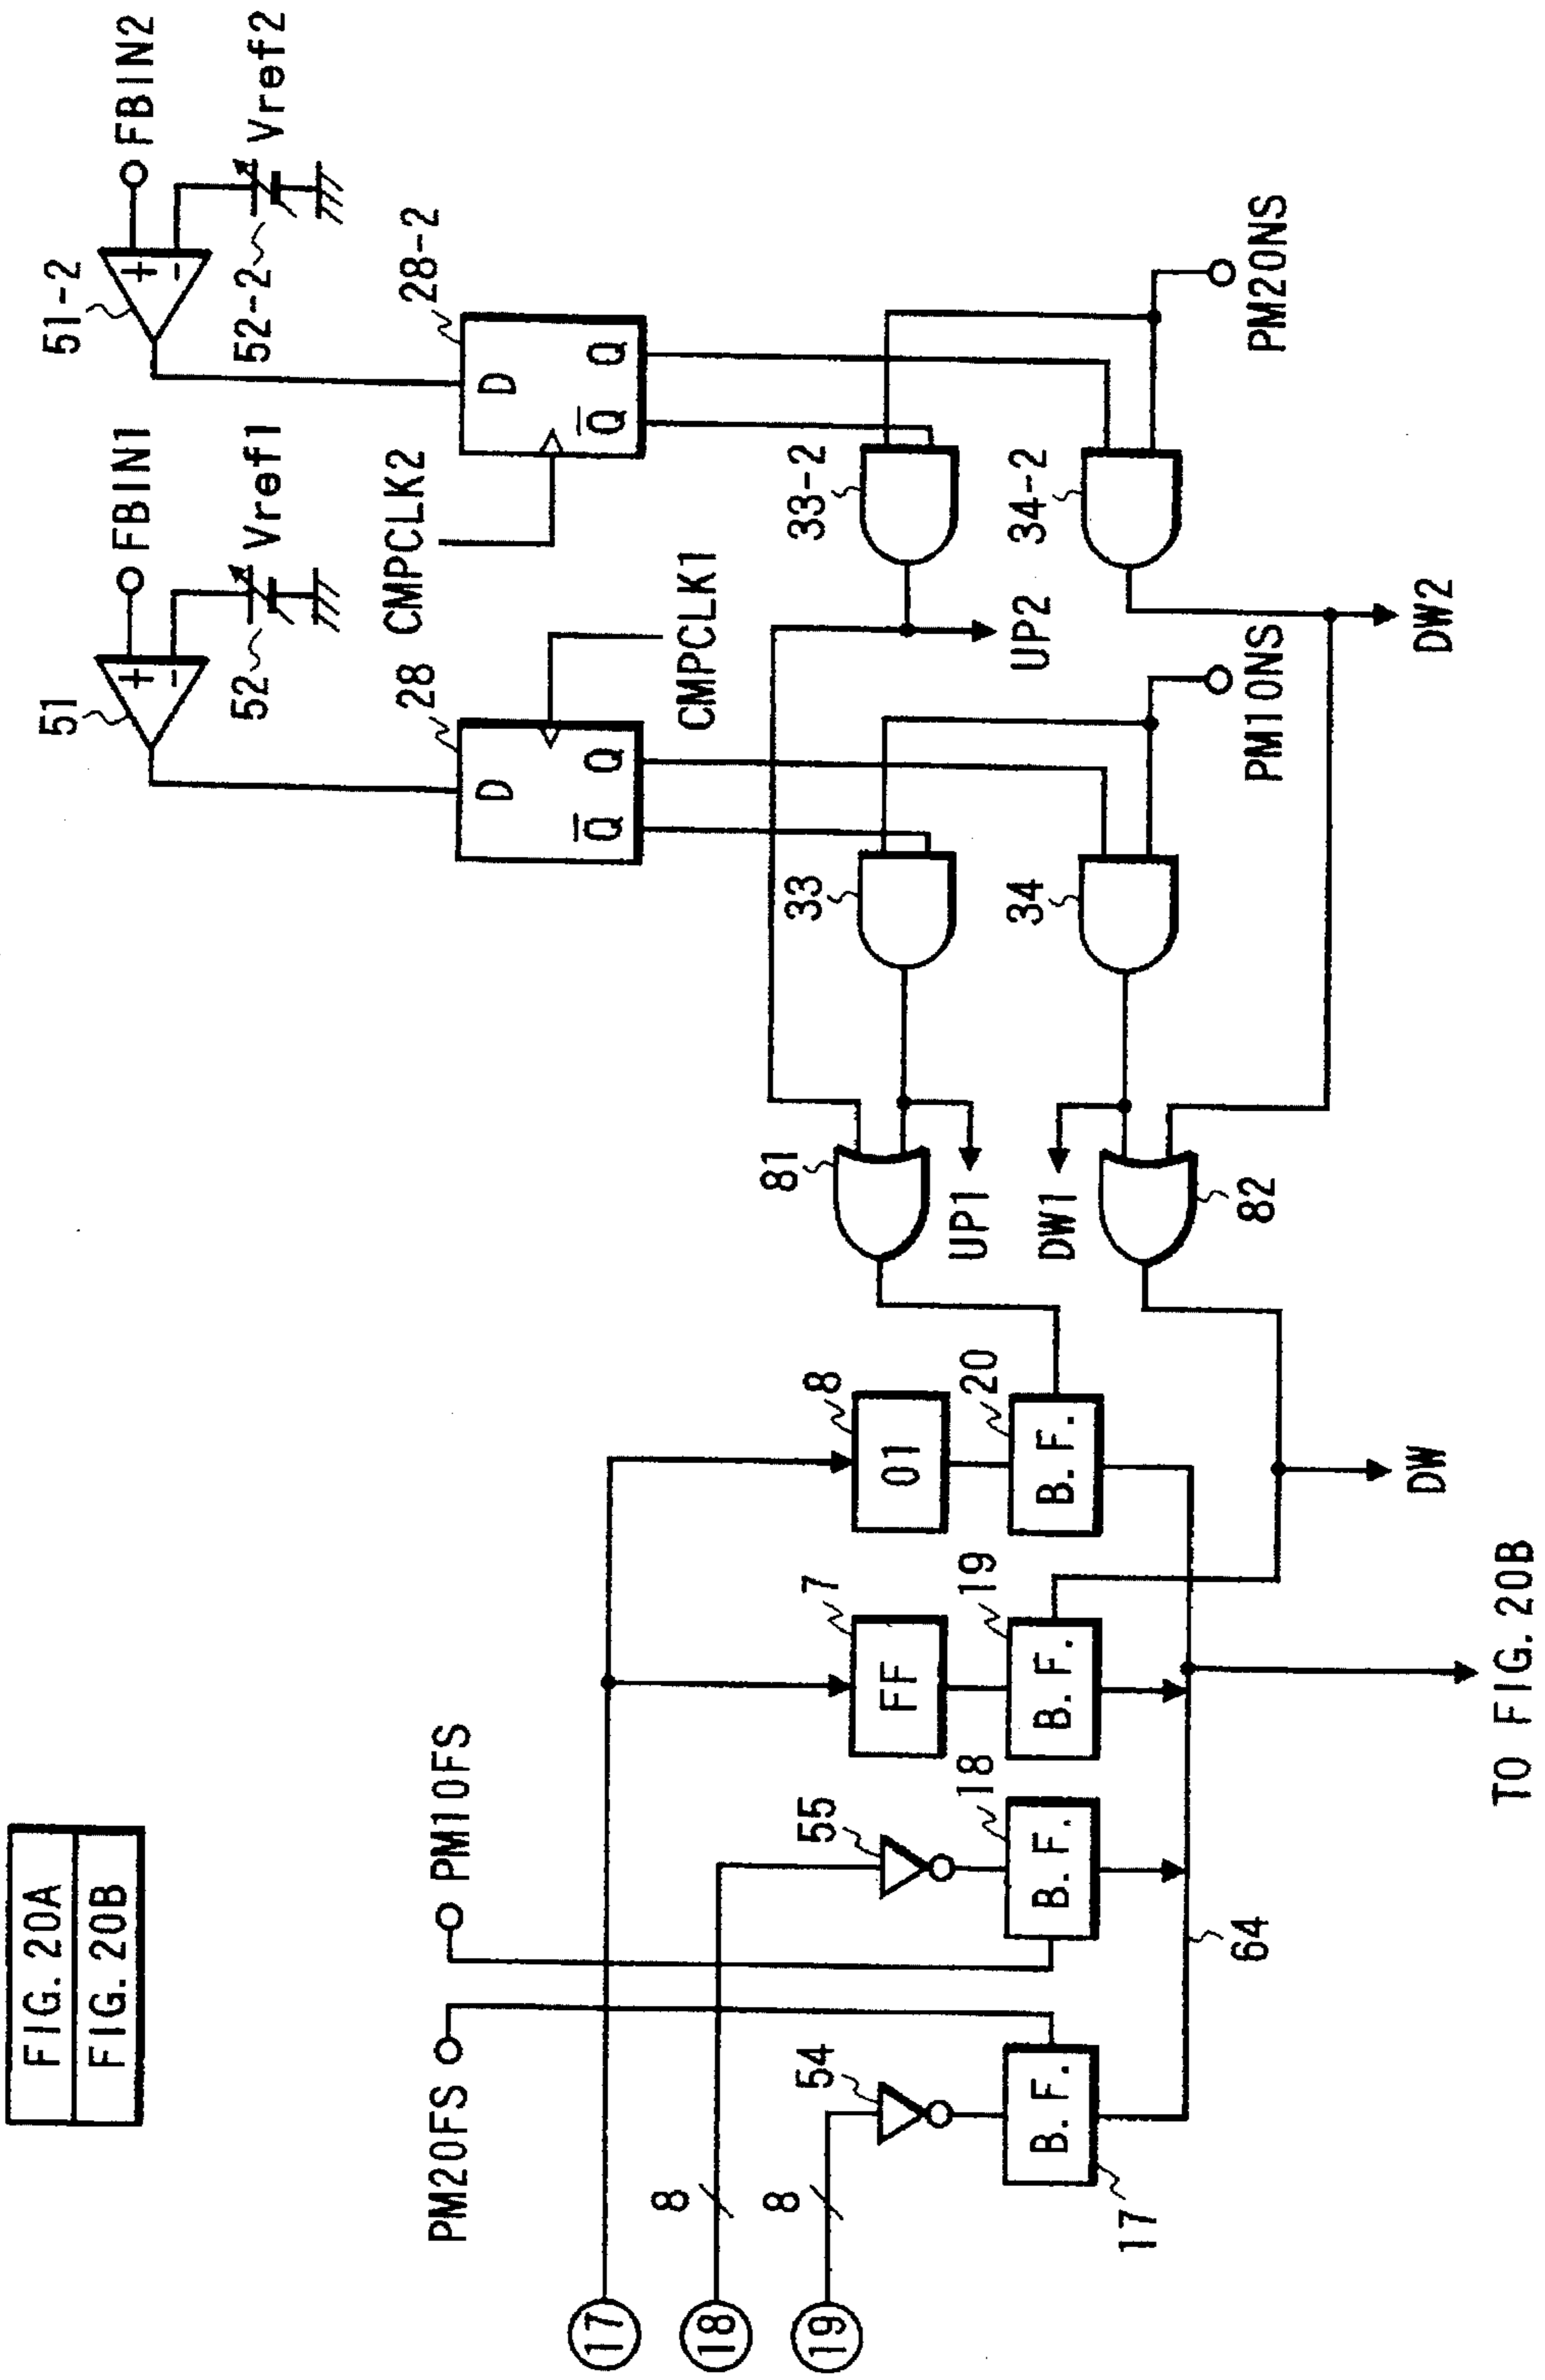 FIG. 20A
FIG. 20B
FBIN2
51-2
+
-
Vref2
52-2
FBIN1
51
+
-
Vref1
52
28-2
D
Q
Q̅
CMPCLK2
28
D
Q
Q̅
CMPCLK1
33-2
34-2
PM2ONS
UP2
DW2
33
34
PM1ONS
81
UP1
DW1
82
PM2OFS
PM1OFS
17
18
8
19
8
54
55
7
FF
8
01
17
B. F.
18
B. F.
19
B. F.
20
B. F.
64
DW
TO FIG. 20B